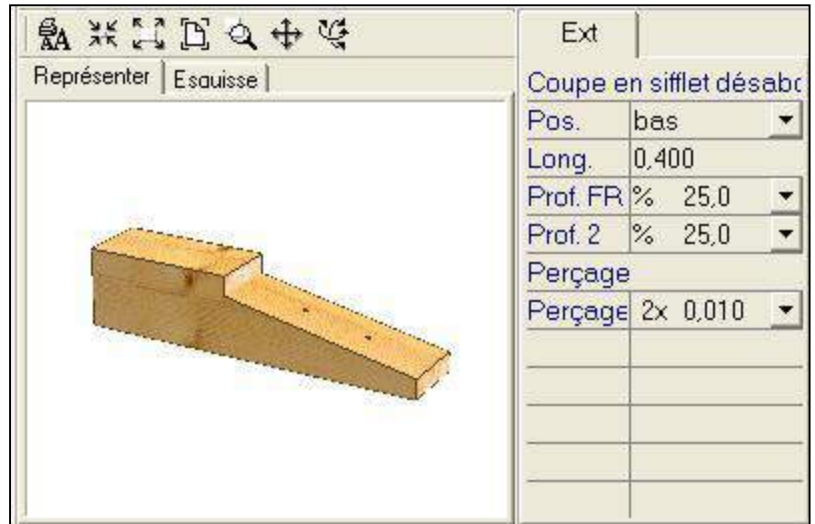 AA
Représenter Esquisse
Ext
Coupe en sifflet désabo
Pos. bas
Long. 0,400
Prof. FR % 25,0
Prof. 2 % 25,0
Perçage
Perçage 2x 0,010